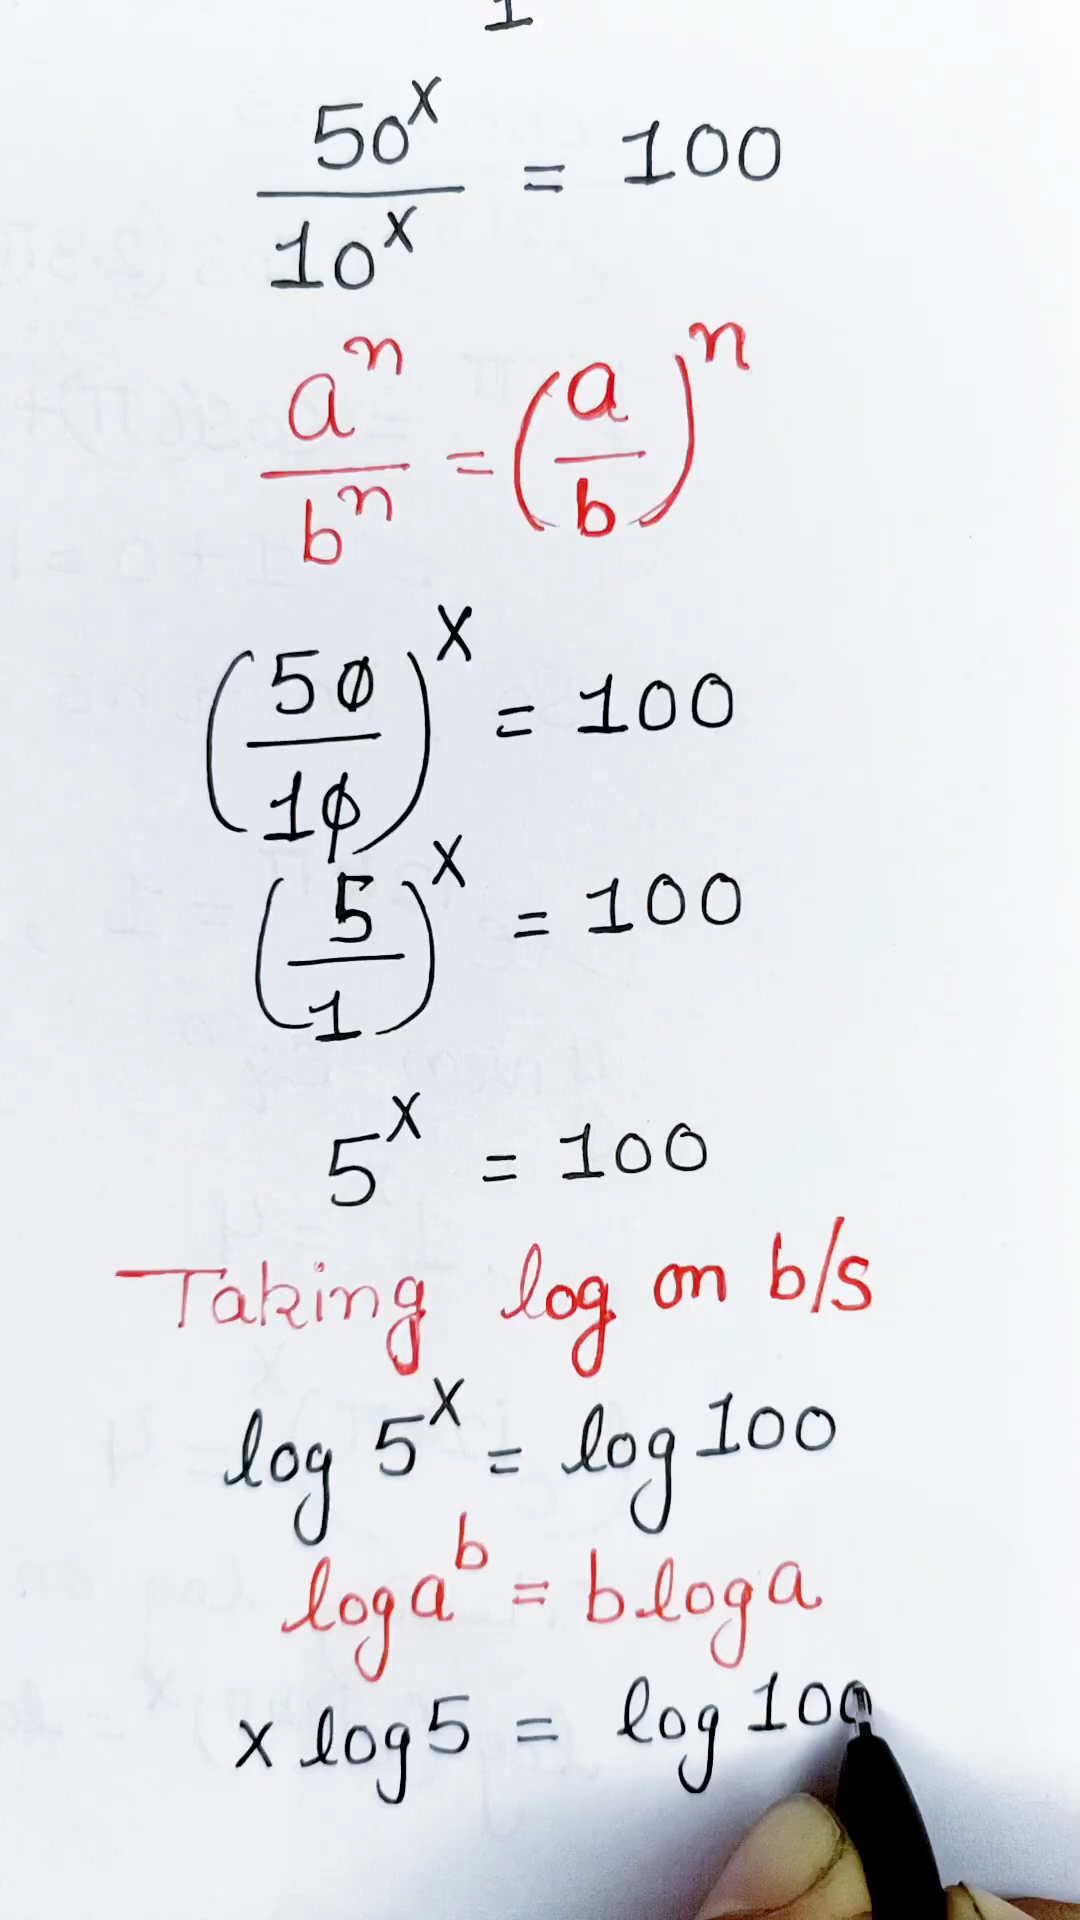 1
50^x / 10^x = 100
a^n / b^n = (a / b)^n
(50 / 10)^x = 100
(5 / 1)^x = 100
5^x = 100
Taking log on b/s
log 5^x = log 100
log a^b = b log a
x log 5 = log 100